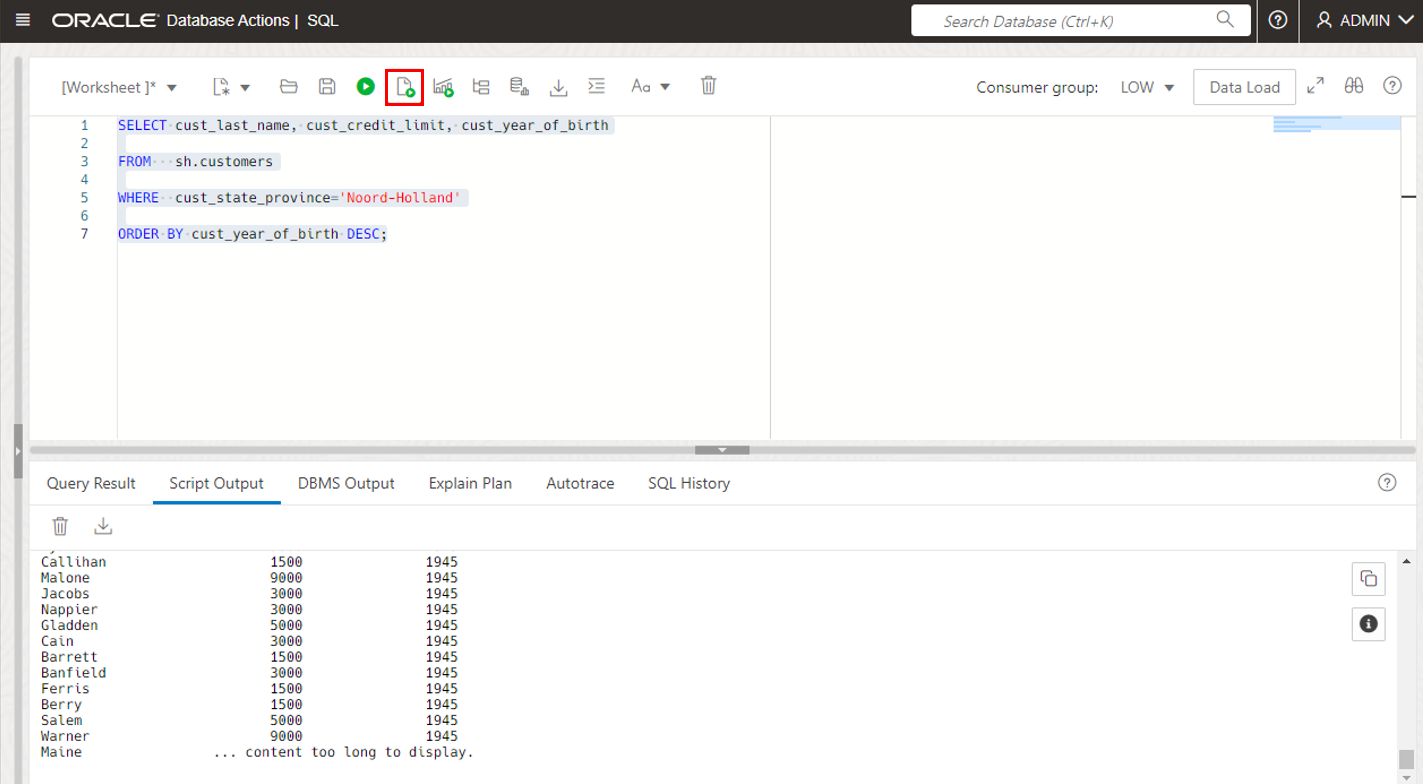 ORACLE® Database Actions | SQL
Search Database (Ctrl+K)
ADMIN
[Worksheet ]*
Aa
Consumer group: LOW
Data Load
1 SELECT cust_last_name, cust_credit_limit, cust_year_of_birth
2
3 FROM   sh.customers
4
5 WHERE  cust_state_province='Noord-Holland'
6
7 ORDER BY cust_year_of_birth DESC;
Query Result Script Output DBMS Output Explain Plan Autotrace SQL History
Callihan 1500 1945
Malone 9000 1945
Jacobs 3000 1945
Nappier 3000 1945
Gladden 5000 1945
Cain 3000 1945
Barrett 1500 1945
Banfield 3000 1945
Ferris 1500 1945
Berry 1500 1945
Salem 5000 1945
Warner 9000 1945
Maine ... content too long to display.